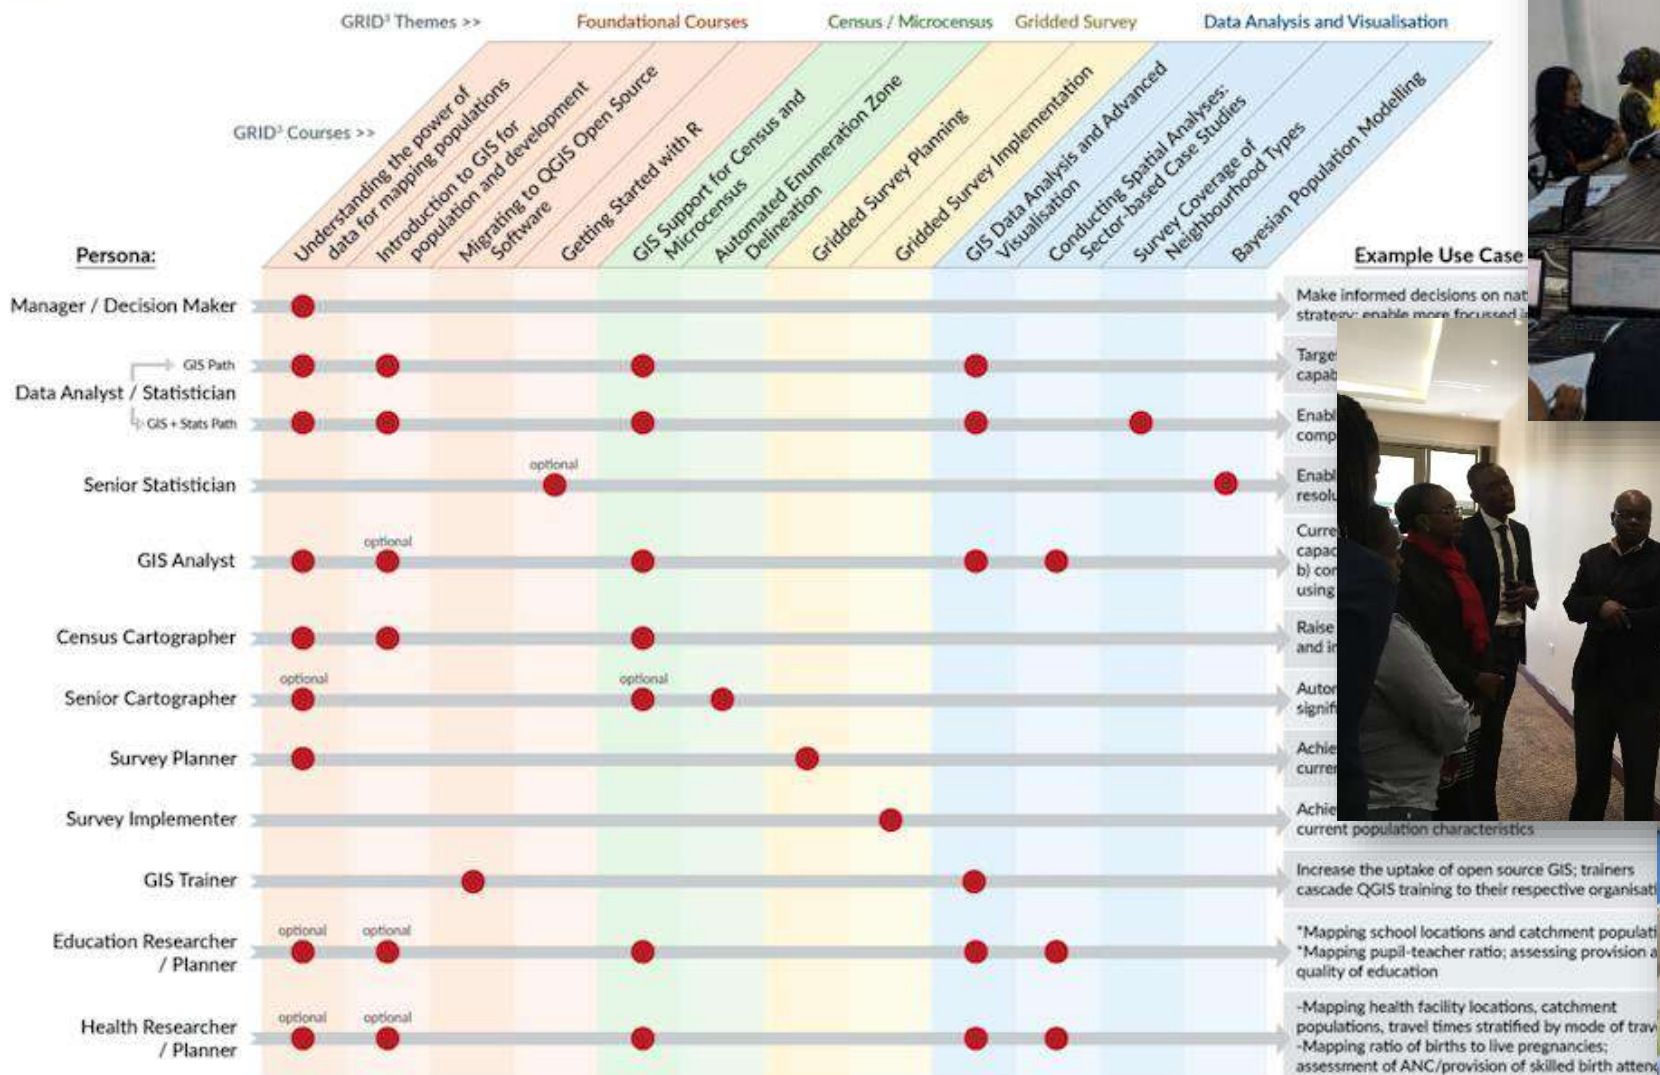 GRID³ Themes >>
Foundational Courses
Census / Microcensus
Gridded Survey
Data Analysis and Visualisation
GRID³ Courses >>
Understanding the power of
data for mapping populations
Introduction to GIS for
population and development
Migrating to QGIS Open Source
Software
Getting Started with R
GIS Support for Census and
Microcensus
Automated Enumeration Zone
Delineation
Gridded Survey Planning
Gridded Survey Implementation
GIS Data Analysis and Advanced
Visualisation
Conducting Spatial Analyses:
Sector-based Case Studies
Survey Coverage of
Neighbourhood Types
Bayesian Population Modelling
Persona:
Example Use Case
Manager / Decision Maker
Make informed decisions on nat
strategy; enable more focussed i
GIS Path
Data Analyst / Statistician
GIS + Stats Path
Targe
capab
Enabl
comp
optional
Senior Statistician
Enabl
resolu
optional
GIS Analyst
Curre
capac
b) cor
using
Census Cartographer
Raise
and in
optional
optional
Senior Cartographer
Autor
signifi
Survey Planner
Achie
curren
Survey Implementer
Achie
current population characteristics
GIS Trainer
Increase the uptake of open source GIS; trainers
cascade QGIS training to their respective organisati
optional
optional
Education Researcher
/ Planner
*Mapping school locations and catchment populati
*Mapping pupil-teacher ratio; assessing provision a
quality of education
optional
optional
Health Researcher
/ Planner
-Mapping health facility locations, catchment
populations, travel times stratified by mode of trav
-Mapping ratio of births to live pregnancies;
assessment of ANC/provision of skilled birth attend